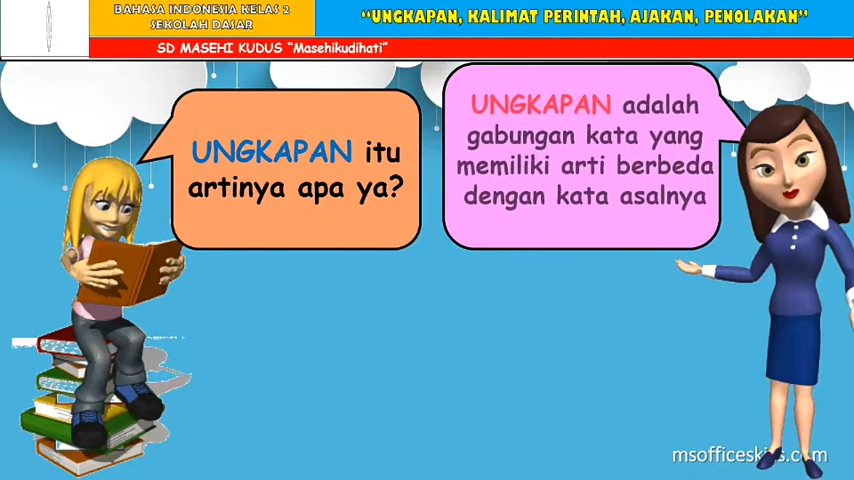 BAHASA INDONESIA KELAS 2
SEKOLAH DASAR
"UNGKAPAN, KALIMAT PERINTAH, AJAKAN, PENOLAKAN"
SD MASEHI KUDUS "Masehikudihati"
UNGKAPAN itu
artinya apa ya?
UNGKAPAN adalah
gabungan kata yang
memiliki arti berbeda
dengan kata asalnya